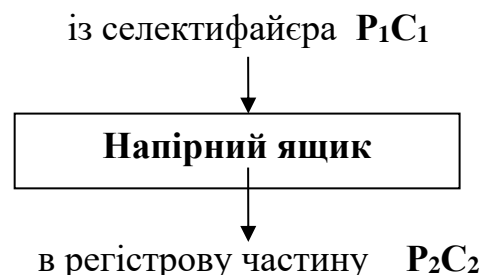 із селектифайєра P₁C₁
Напірний ящик
в регістрову частину P₂C₂